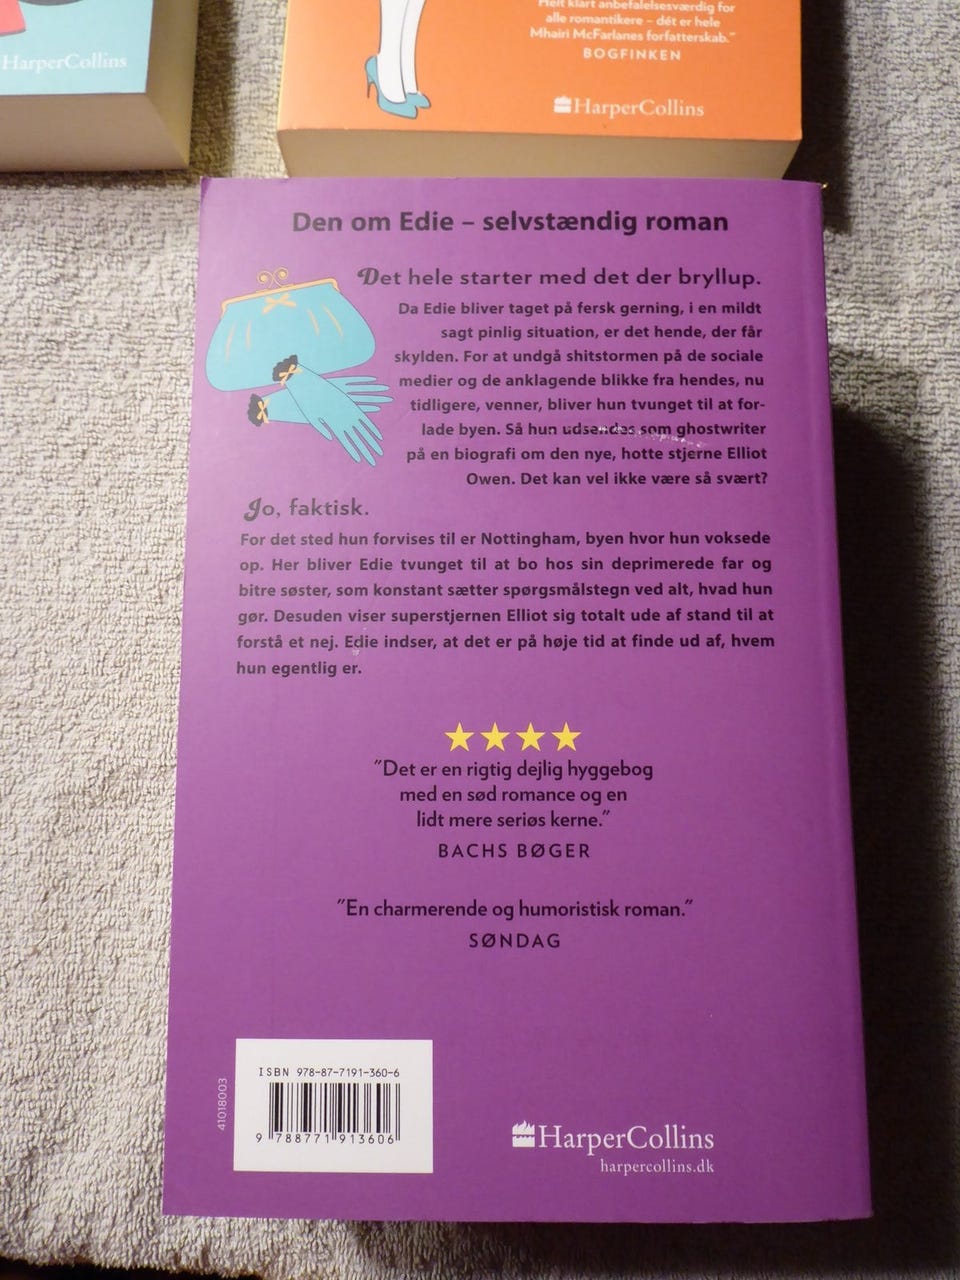 HarperCollins
Helt klart anbefalelsesværdig for
alle romantikere – dét er hele
Mhairi McFarlanes forfatterskab."
BOGFINKEN
HarperCollins
Den om Edie – selvstændig roman
Det hele starter med det der bryllup.
Da Edie bliver taget på fersk gerning, i en mildt
sagt pinlig situation, er det hende, der får
skylden. For at undgå shitstormen på de sociale
medier og de anklagende blikke fra hendes, nu
tidligere, venner, bliver hun tvunget til at for-
lade byen. Så hun udsendes som ghostwriter
på en biografi om den nye, hotte stjerne Elliot
Owen. Det kan vel ikke være så svært?
Jo, faktisk.
For det sted hun forvises til er Nottingham, byen hvor hun voksede
op. Her bliver Edie tvunget til at bo hos sin deprimerede far og
bitre søster, som konstant sætter spørgsmålstegn ved alt, hvad hun
gør. Desuden viser superstjernen Elliot sig totalt ude af stand til at
forstå et nej. Edie indser, at det er på høje tid at finde ud af, hvem
hun egentlig er.
"Det er en rigtig dejlig hyggebog
med en sød romance og en
lidt mere seriøs kerne."
BACHS BØGER
"En charmerende og humoristisk roman."
SØNDAG
41018003
ISBN 978-87-7191-360-6
9 788771 913606
HarperCollins
harpercollins.dk